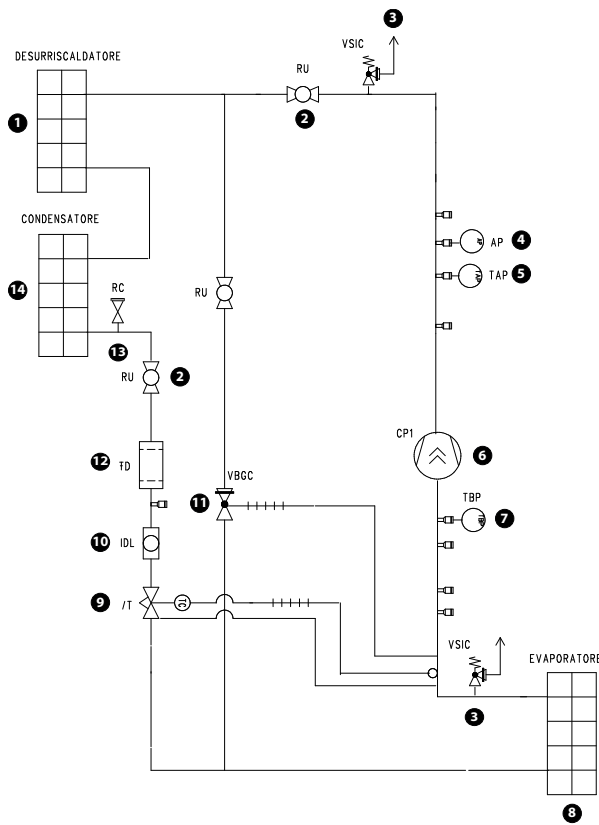 3
VSIC
DESURRISCALDATORE
RU
1
2
CONDENSATORE
AP
4
TAP
5
14
RC
RU
13
RU
2
CP1
6
12
VBGC
TBP
11
7
10
IDL
9
/T
TC
VSIC
EVAPORATORE
3
8